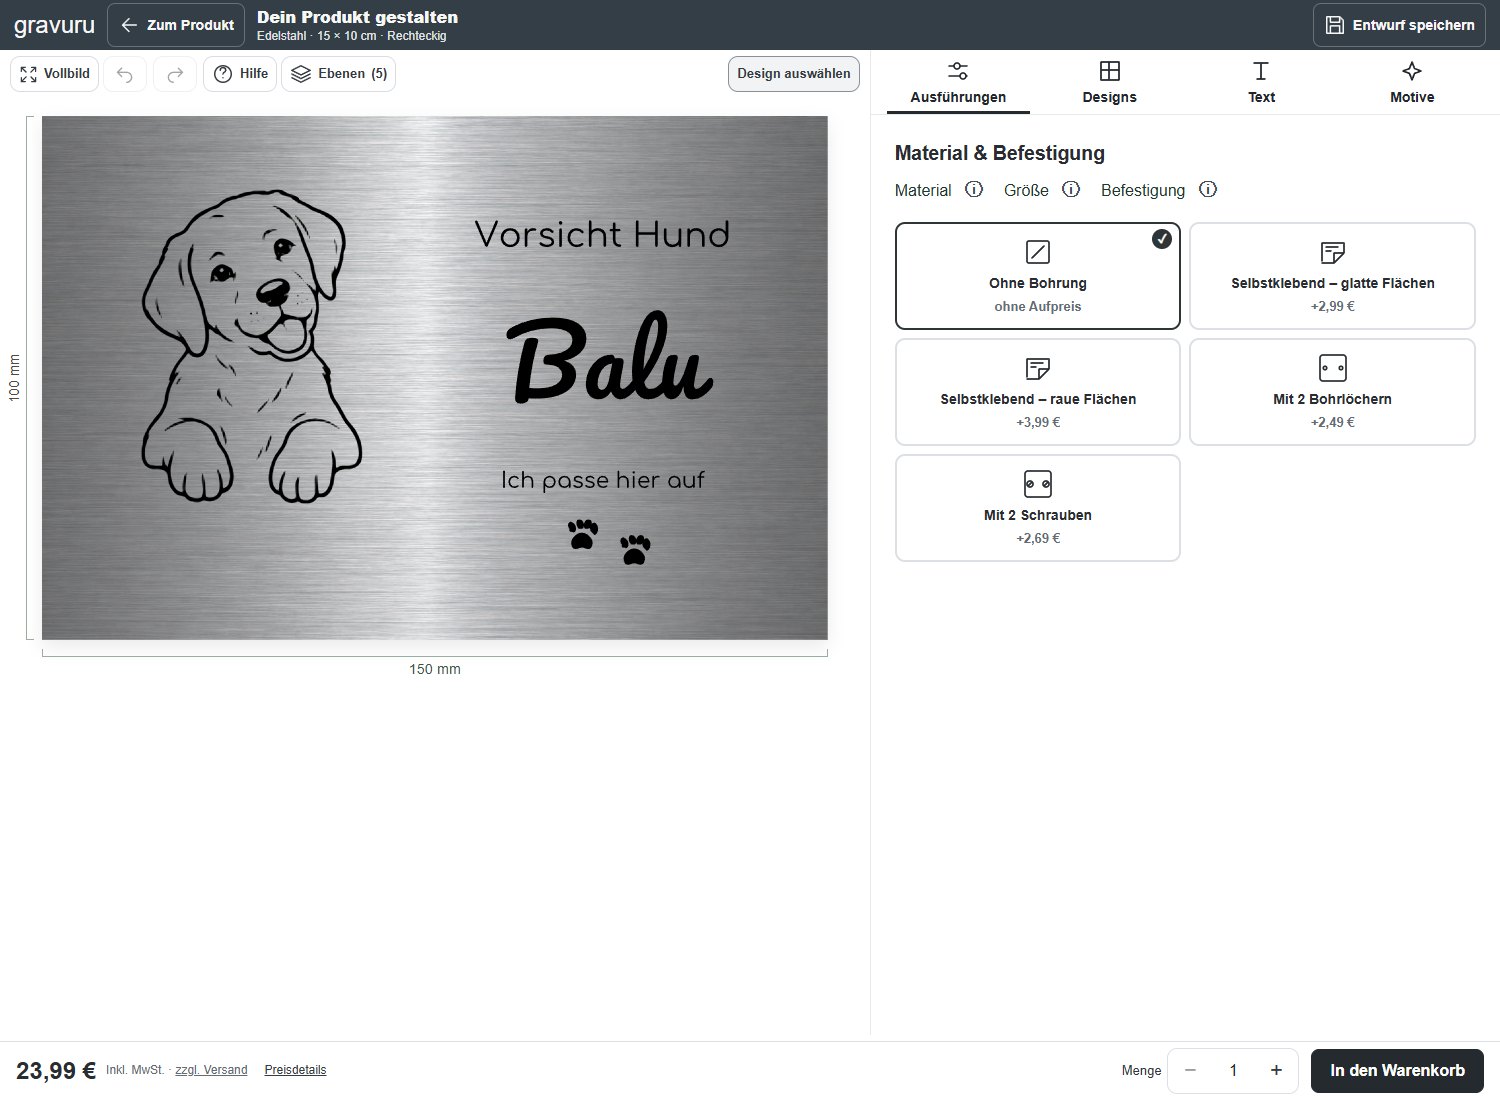 gravuru
Zum Produkt
Dein Produkt gestalten
Edelstahl · 15 × 10 cm · Rechteckig
Entwurf speichern
Vollbild
Hilfe
Ebenen (5)
Design auswählen
Ausführungen
Designs
Text
Motive
100 mm
Vorsicht Hund
Balu
Ich passe hier auf
150 mm
Material & Befestigung
Material
Größe
Befestigung
Ohne Bohrung
ohne Aufpreis
Selbstklebend – glatte Flächen
+2,99 €
Selbstklebend – raue Flächen
+3,99 €
Mit 2 Bohrlöchern
+2,49 €
Mit 2 Schrauben
+2,69 €
23,99 €
Inkl. MwSt. · zzgl. Versand
Preisdetails
Menge
− 1 +
In den Warenkorb